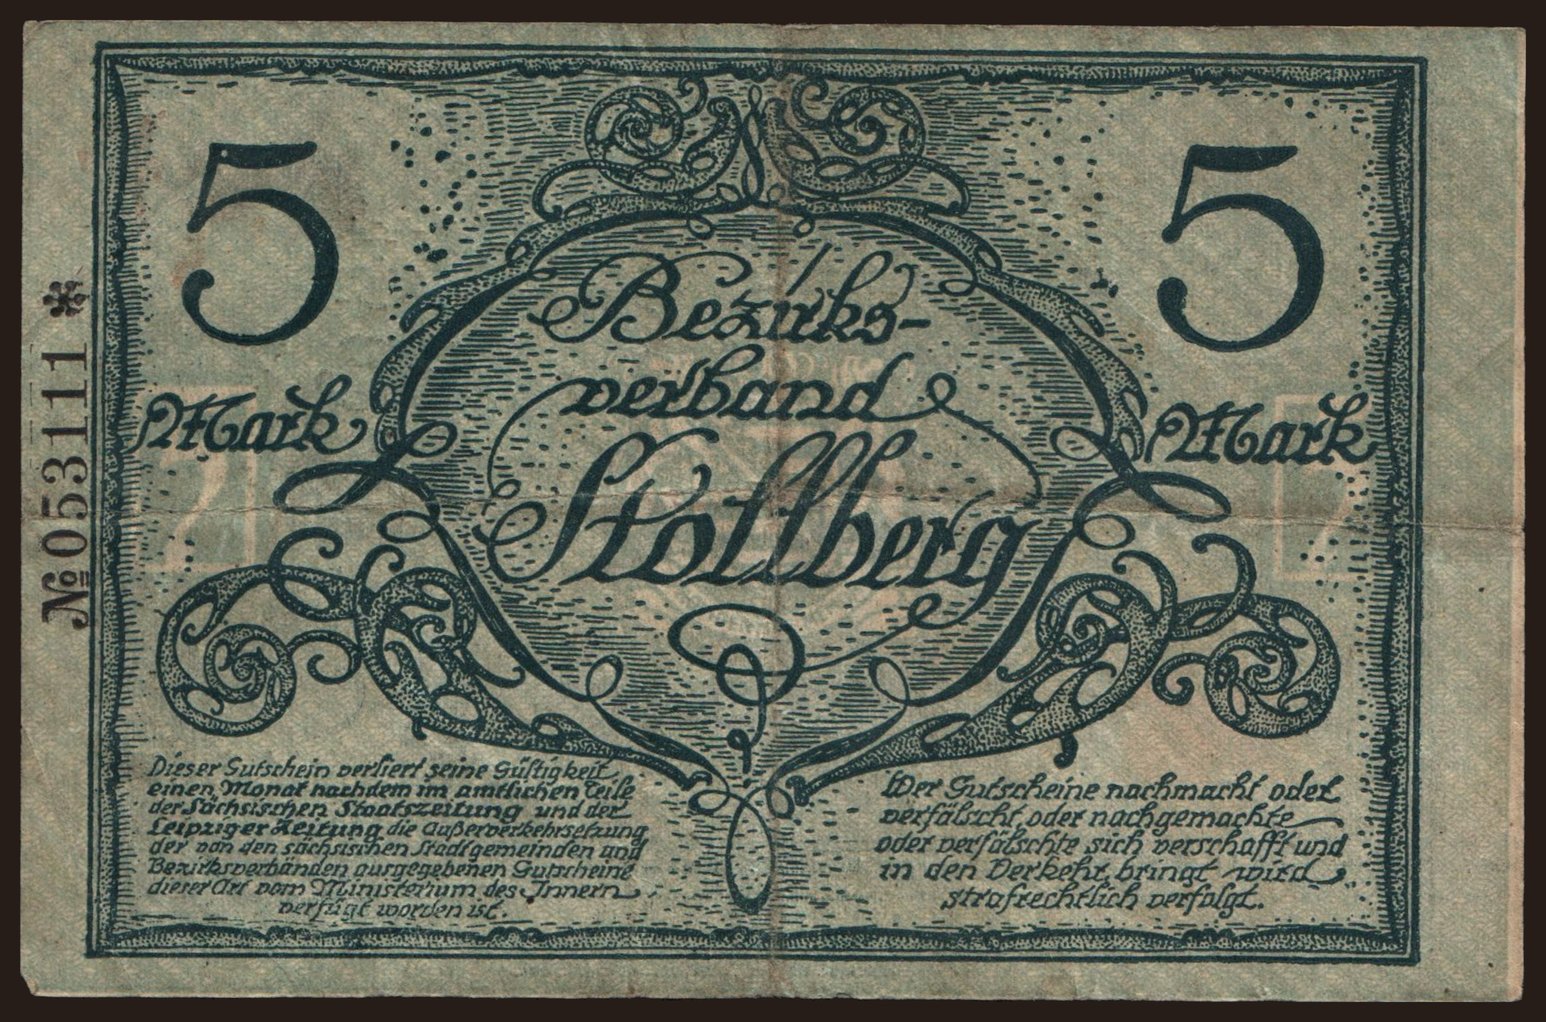 5
5
Mark
Mark
Bezirks-
verband
Stollberg
№ 053111 *
Dieser Gutschein verliert seine Gültigkeit
einen Monat nachdem im amtlichen Teile
der Sächsischen Staatszeitung und der
Leipziger Zeitung die Außerverkehrsetzung
der von den sächsischen Stadtgemeinden und
Bezirksverbänden ausgegebenen Gutscheine
dieser Art vom Ministerium des Innern
verfügt worden ist.
Wer Gutscheine nachmacht oder
verfälscht oder nachgemachte
oder verfälschte sich verschafft und
in den Verkehr bringt wird
strafrechtlich verfolgt.